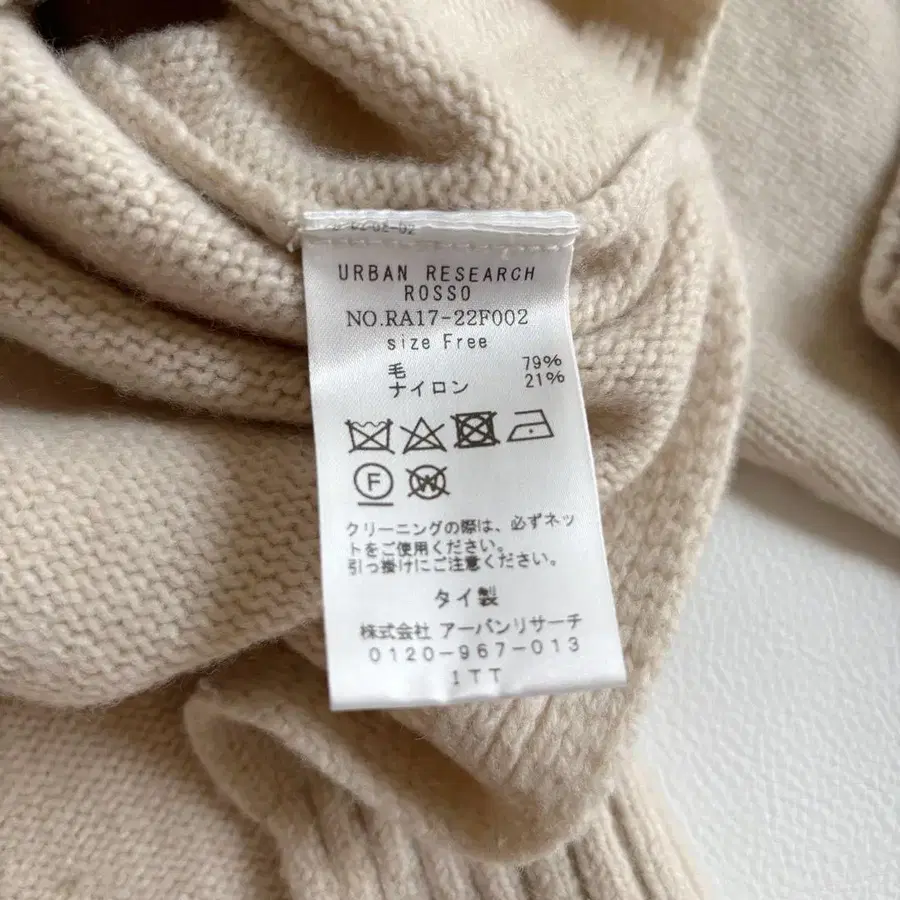 URBAN RESEARCH
ROSSO
NO.RA17-22F002
size Free
毛 79%
ナイロン 21%
F W
クリーニングの際は、必ずネッ
トをご使用ください。
引っ掛けにご注意ください。
タイ製
株式会社 アーバンリサーチ
0120-967-013
ITT